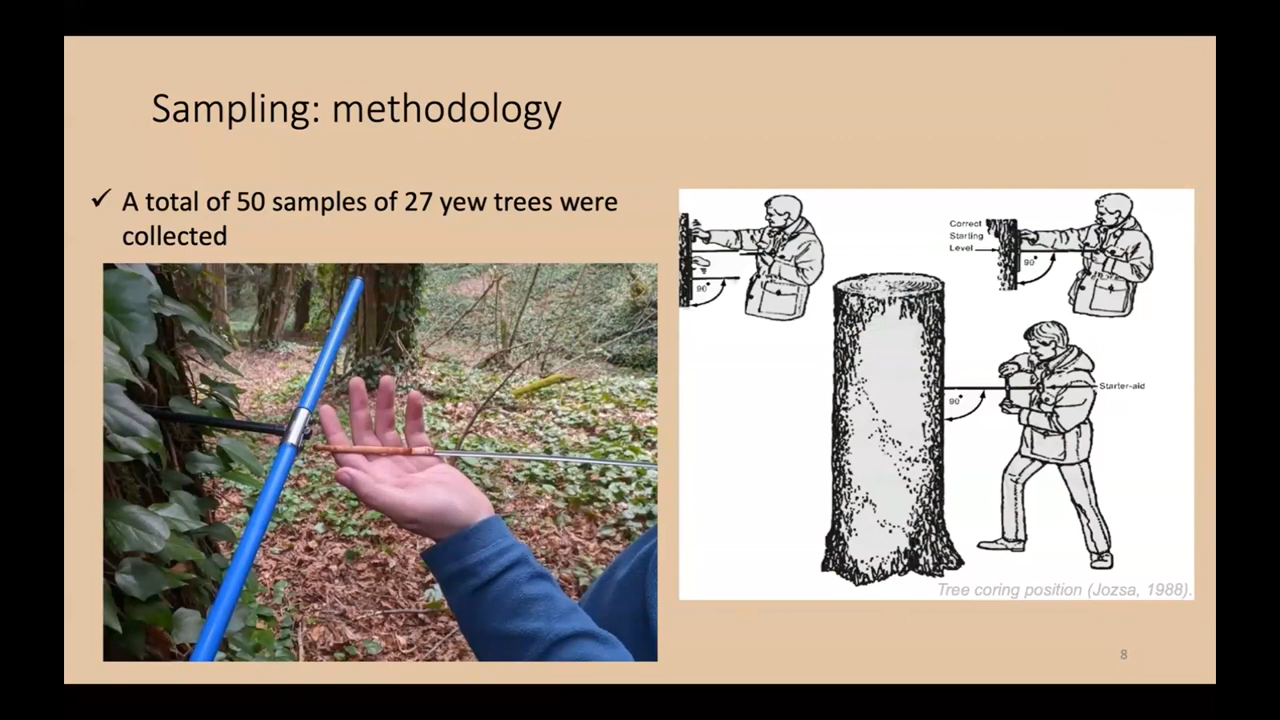 Sampling: methodology
✓ A total of 50 samples of 27 yew trees were
collected
90°
Correct
Starting
Level
90°
90°
Starter-aid
Tree coring position (Jozsa, 1988).
8